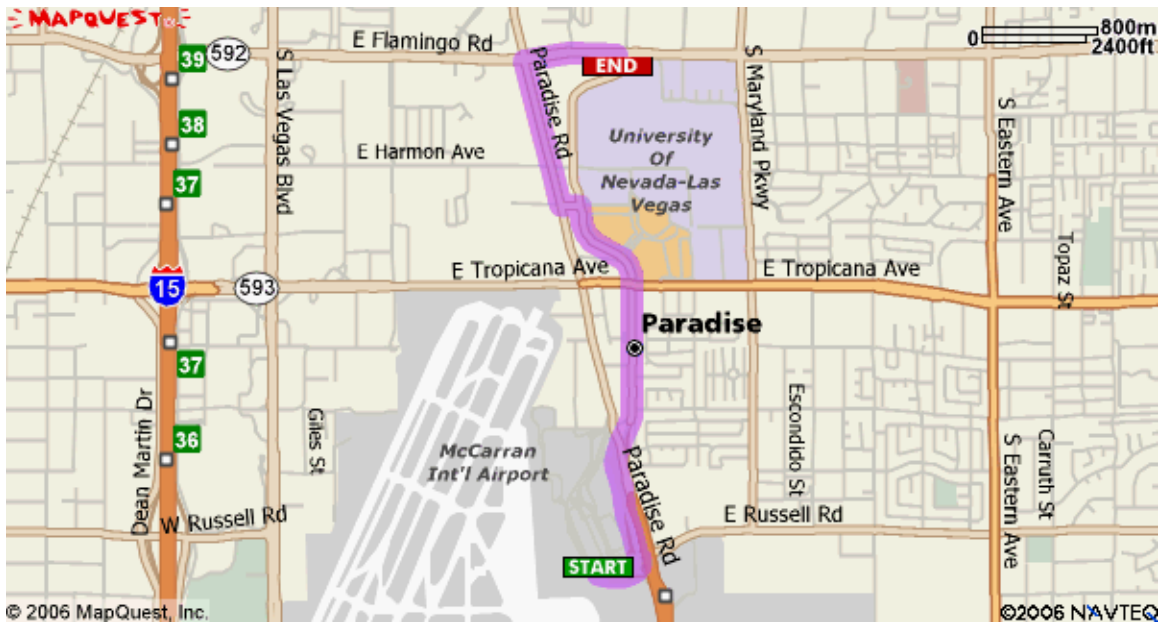 MAPQUEST
800m
0
2400ft
E Flamingo Rd
592
39
END
38
37
S Las Vegas Blvd
Paradise Rd
S Maryland Pkwy
S Eastern Ave
E Harmon Ave
University
Of
Nevada-Las
Vegas
Topaz St
E Tropicana Ave
E Tropicana Ave
15
593
Paradise
37
36
Dean Martin Dr
Giles St
McCarran
Int'l Airport
Paradise Rd
Escondido St
S Eastern Ave
Carruth St
W Russell Rd
E Russell Rd
START
© 2006 MapQuest, Inc.
©2006 NAVTEQ